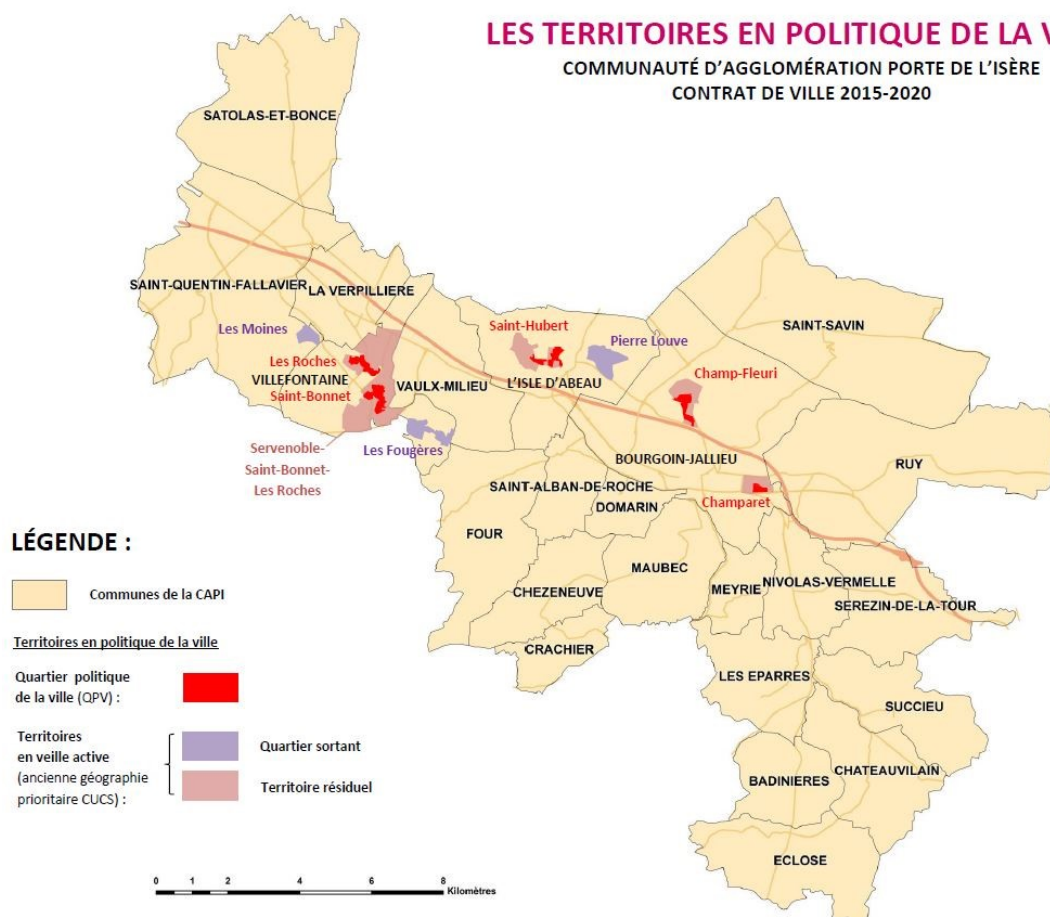 LES TERRITOIRES EN POLITIQUE DE LA V
COMMUNAUTÉ D'AGGLOMÉRATION PORTE DE L'ISÈRE
CONTRAT DE VILLE 2015-2020
SATOLAS-ET-BONCE
SAINT-QUENTIN-FALLAVIER
LA VERPILLIERE
Les Moines
Saint-Hubert
Pierre Louve
SAINT-SAVIN
Les Roches
VILLEFONTAINE
Saint-Bonnet
VAULX-MILIEU
L'ISLE D'ABEAU
Champ-Fleuri
Servenoble-
Saint-Bonnet-
Les Roches
Les Fougères
BOURGOIN-JALLIEU
RUY
SAINT-ALBAN-DE-ROCHE
DOMARIN
Champaret
FOUR
MAUBEC
CHEZENEUVE
MEYRIE
NIVOLAS-VERMELLE
SEREZIN-DE-LA-TOUR
CRACHIER
LES EPARRES
SUCCIEU
BADINIERES
CHATEAUVILAIN
ECLOSE
LÉGENDE :
Communes de la CAPI
Territoires en politique de la ville
Quartier politique
de la ville (QPV) :
Territoires
en veille active
(ancienne géographie
prioritaire CUCS) :
Quartier sortant
Territoire résiduel
0 1 2 4 6 8
Kilomètres